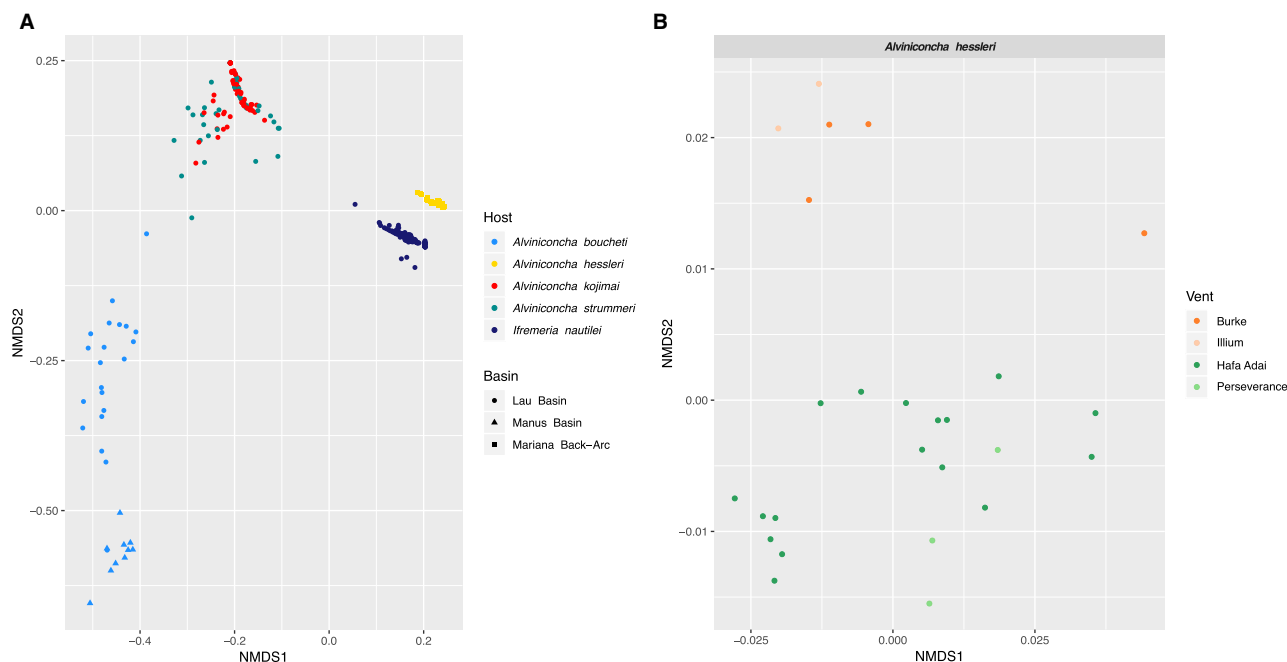 A
0.25
0.00
−0.25
−0.50
NMDS2
−0.4
−0.2
0.0
0.2
NMDS1
Host
Alviniconcha boucheti
Alviniconcha hessleri
Alviniconcha kojimai
Alviniconcha strummeri
Ifremeria nautilei
Basin
Lau Basin
Manus Basin
Mariana Back−Arc
B
Alviniconcha hessleri
0.02
0.01
0.00
−0.01
NMDS2
−0.025
0.000
0.025
NMDS1
Vent
Burke
Illium
Hafa Adai
Perseverance